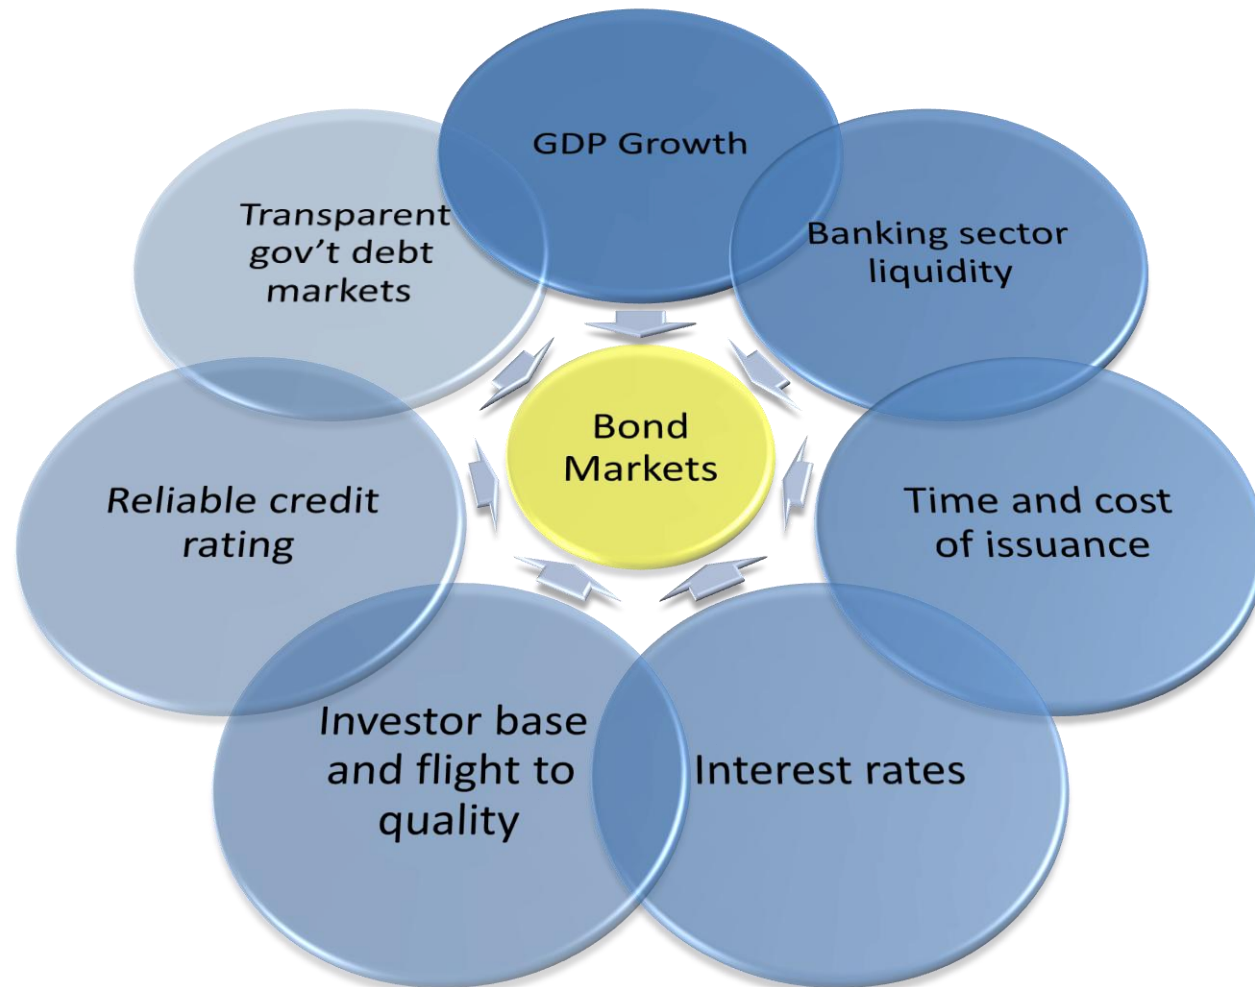 GDP Growth
Banking sector
liquidity
Time and cost
of issuance
Interest rates
Investor base
and flight to
quality
Reliable credit
rating
Transparent
gov’t debt
markets
Bond
Markets